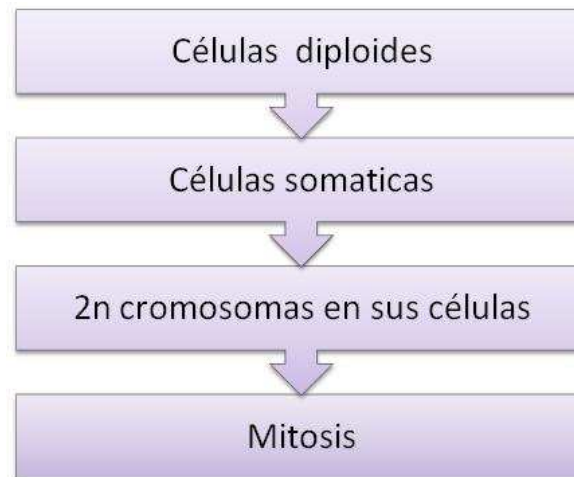 Células diploides
Células somaticas
2n cromosomas en sus células
Mitosis